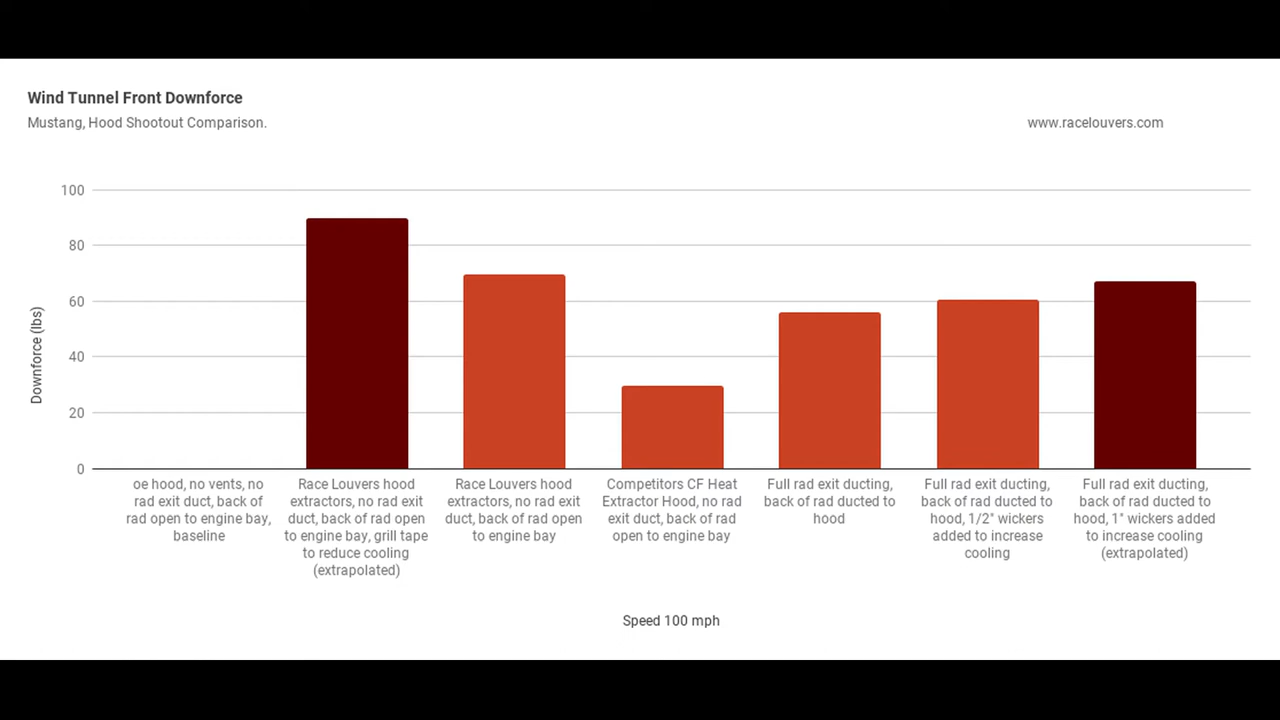 Wind Tunnel Front Downforce
Mustang, Hood Shootout Comparison.
www.racelouvers.com
Downforce (lbs)
100
80
60
40
20
0
oe hood, no vents, no
rad exit duct, back of
rad open to engine bay,
baseline
Race Louvers hood
extractors, no rad exit
duct, back of rad open
to engine bay, grill tape
to reduce cooling
(extrapolated)
Race Louvers hood
extractors, no rad exit
duct, back of rad open
to engine bay
Competitors CF Heat
Extractor Hood, no rad
exit duct, back of rad
open to engine bay
Full rad exit ducting,
back of rad ducted to
hood
Full rad exit ducting,
back of rad ducted to
hood, 1/2" wickers
added to increase
cooling
Full rad exit ducting,
back of rad ducted to
hood, 1" wickers added
to increase cooling
(extrapolated)
Speed 100 mph